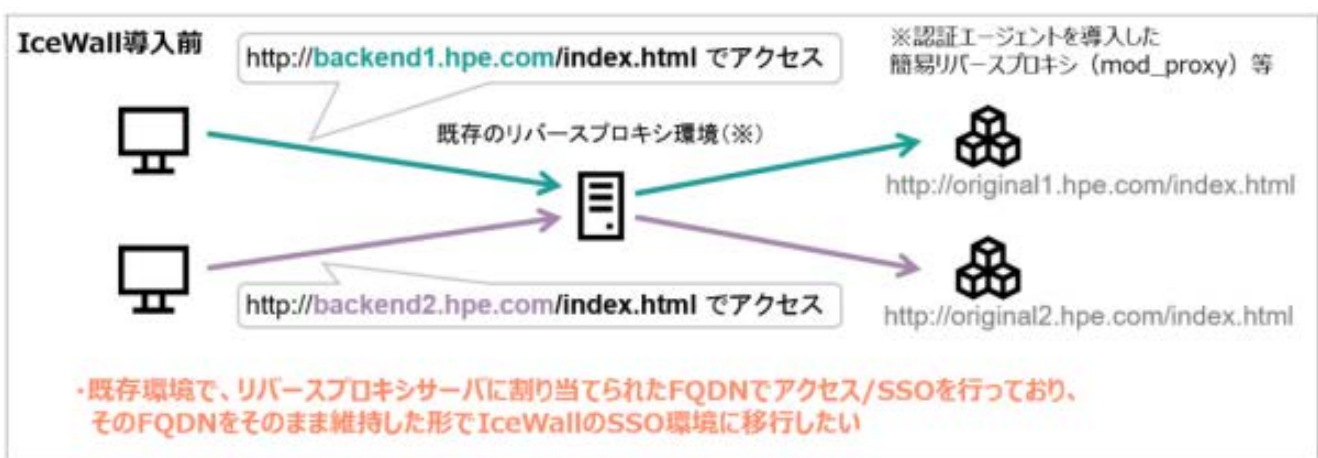 IceWall導入前
http://backend1.hpe.com/index.html でアクセス
※認証エージェントを導入した
簡易リバースプロキシ（mod_proxy）等
既存のリバースプロキシ環境(※)
http://original1.hpe.com/index.html
http://backend2.hpe.com/index.html でアクセス
http://original2.hpe.com/index.html
・既存環境で、リバースプロキシサーバに割り当てられたFQDNでアクセス/SSOを行っており、
そのFQDNをそのまま維持した形でIceWallのSSO環境に移行したい